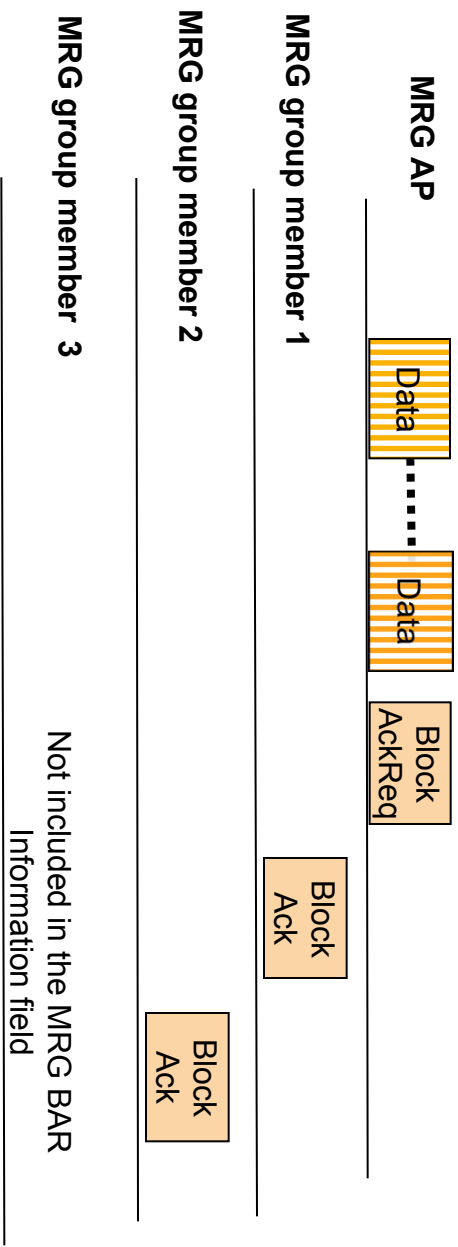 MRG AP
Data
Data
Block
AckReq
MRG group member 1
Block
Ack
MRG group member 2
Block
Ack
MRG group member 3
Not included in the MRG BAR
Information field